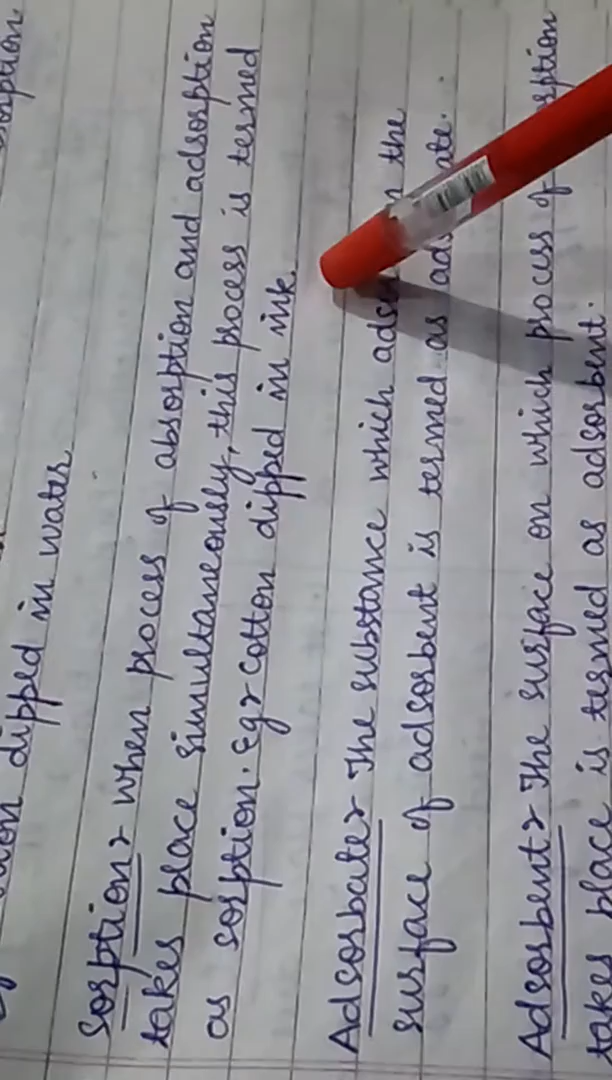 dipped in water
Sorption → when process of absorption and adsorption
takes place simultaneously, this process is termed
as sorption. Eg → cotton dipped in ink.
Adsorbate → The substance which the
surface of adsorbent is termed as
Adsorbent → The surface on which process of
takes place is termed as adsorbent.